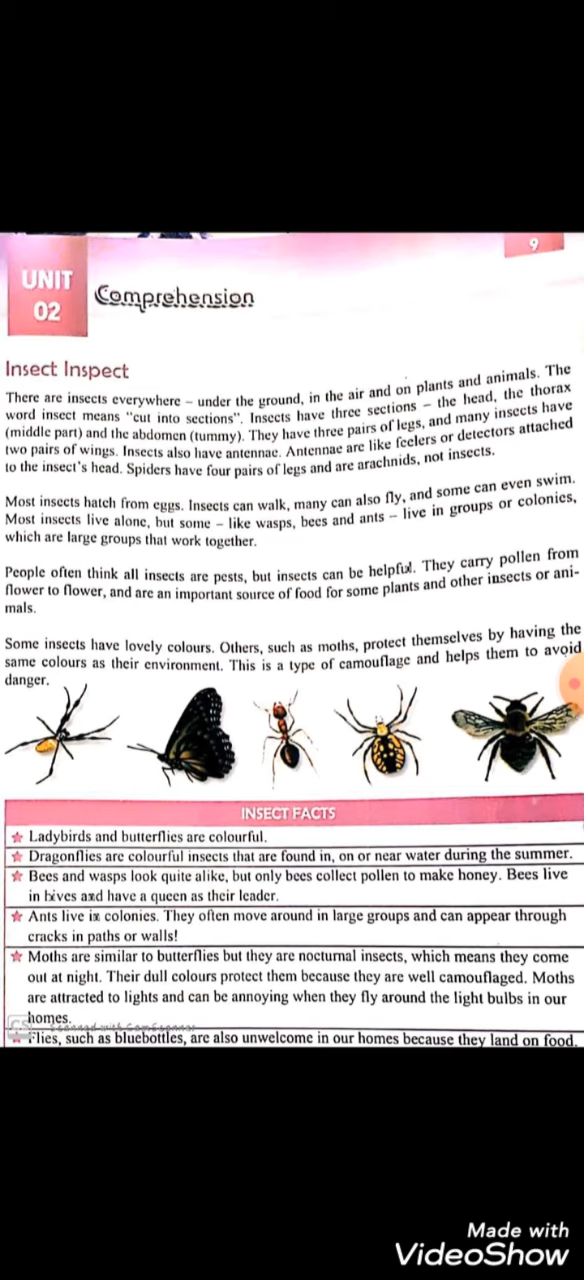 9
UNIT
02
Comprehension
Insect Inspect
There are insects everywhere – under the ground, in the air and on plants and animals. The
word insect means "cut into sections". Insects have three sections – the head, the thorax
(middle part) and the abdomen (tummy). They have three pairs of legs, and many insects have
two pairs of wings. Insects also have antennae. Antennae are like feelers or detectors attached
to the insect's head. Spiders have four pairs of legs and are arachnids, not insects.
Most insects hatch from eggs. Insects can walk, many can also fly, and some can even swim.
Most insects live alone, but some – like wasps, bees and ants – live in groups or colonies,
which are large groups that work together.
People often think all insects are pests, but insects can be helpful. They carry pollen from
flower to flower, and are an important source of food for some plants and other insects or ani-
mals.
Some insects have lovely colours. Others, such as moths, protect themselves by having the
same colours as their environment. This is a type of camouflage and helps them to avoid
danger.
INSECT FACTS
Ladybirds and butterflies are colourful.
Dragonflies are colourful insects that are found in, on or near water during the summer.
Bees and wasps look quite alike, but only bees collect pollen to make honey. Bees live
in hives and have a queen as their leader.
Ants live in colonies. They often move around in large groups and can appear through
cracks in paths or walls!
Moths are similar to butterflies but they are nocturnal insects, which means they come
out at night. Their dull colours protect them because they are well camouflaged. Moths
are attracted to lights and can be annoying when they fly around the light bulbs in our
homes.
CS Scanned with CamScanner
Flies, such as bluebottles, are also unwelcome in our homes because they land on food.
Made with
VideoShow